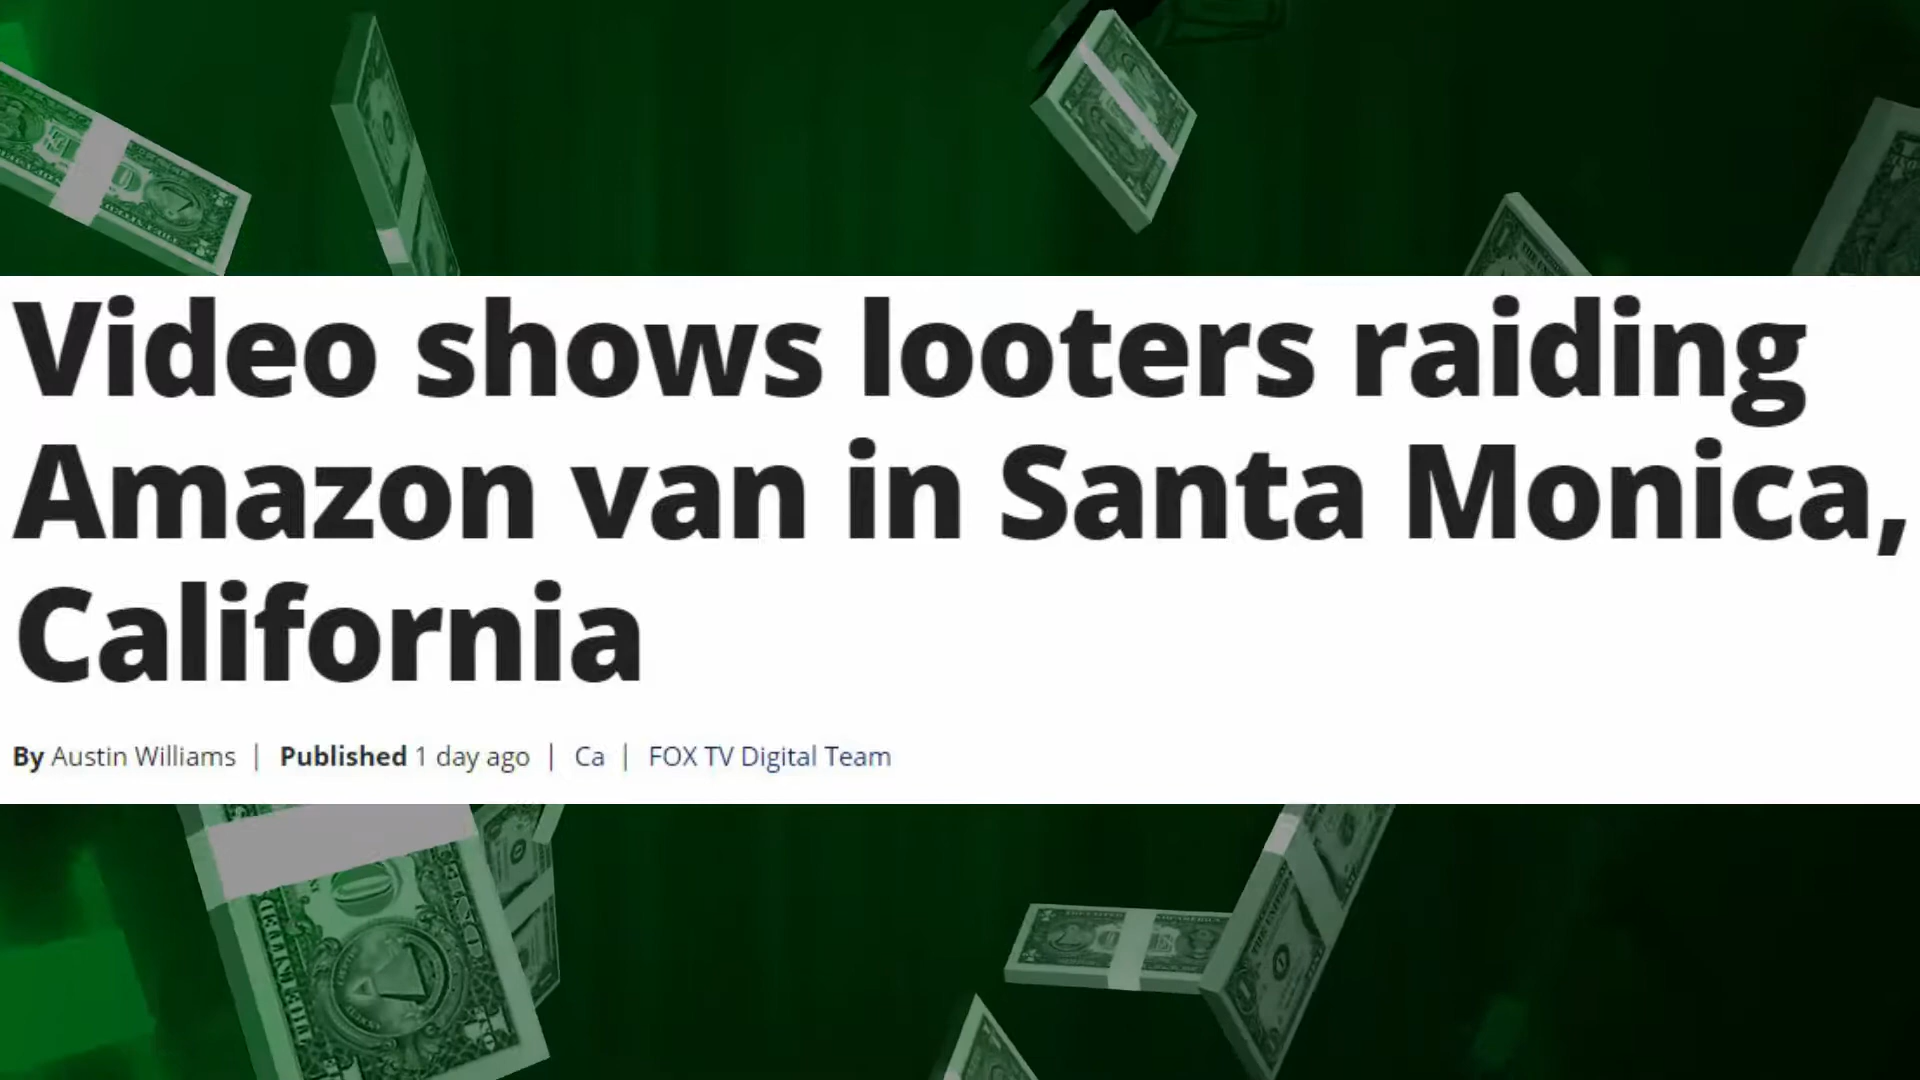 Video shows looters raiding
Amazon van in Santa Monica,
California
By Austin Williams | Published 1 day ago | Ca | FOX TV Digital Team